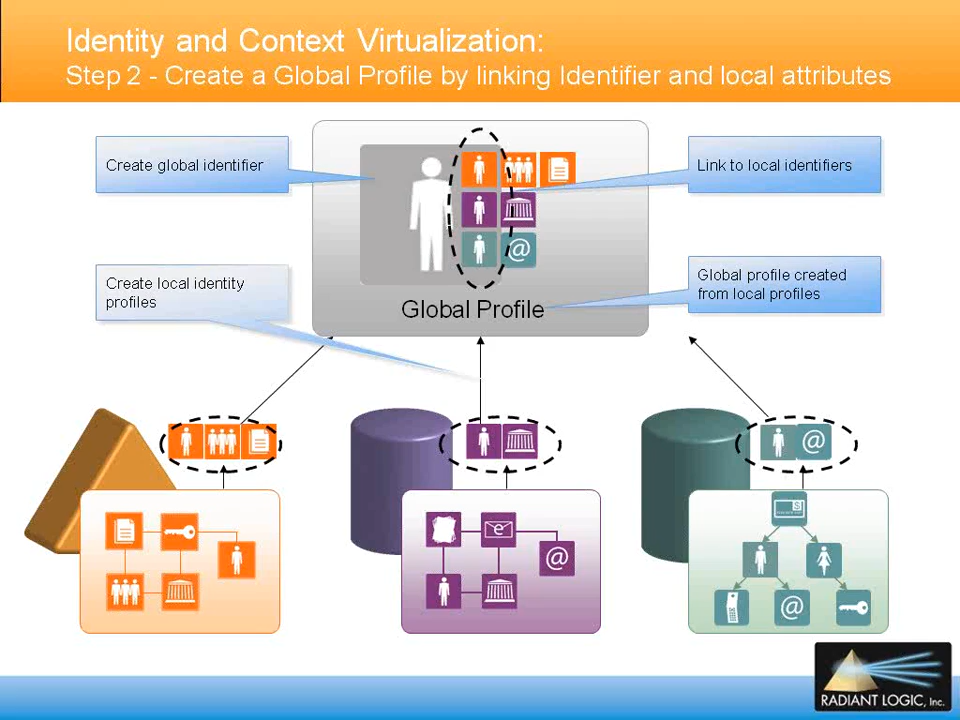 Identity and Context Virtualization:
Step 2 - Create a Global Profile by linking Identifier and local attributes
Create global identifier
Link to local identifiers
@
Create local identity
profiles
Global profile created
from local profiles
Global Profile
@
e
@
S
@
RADIANT LOGIC, Inc.